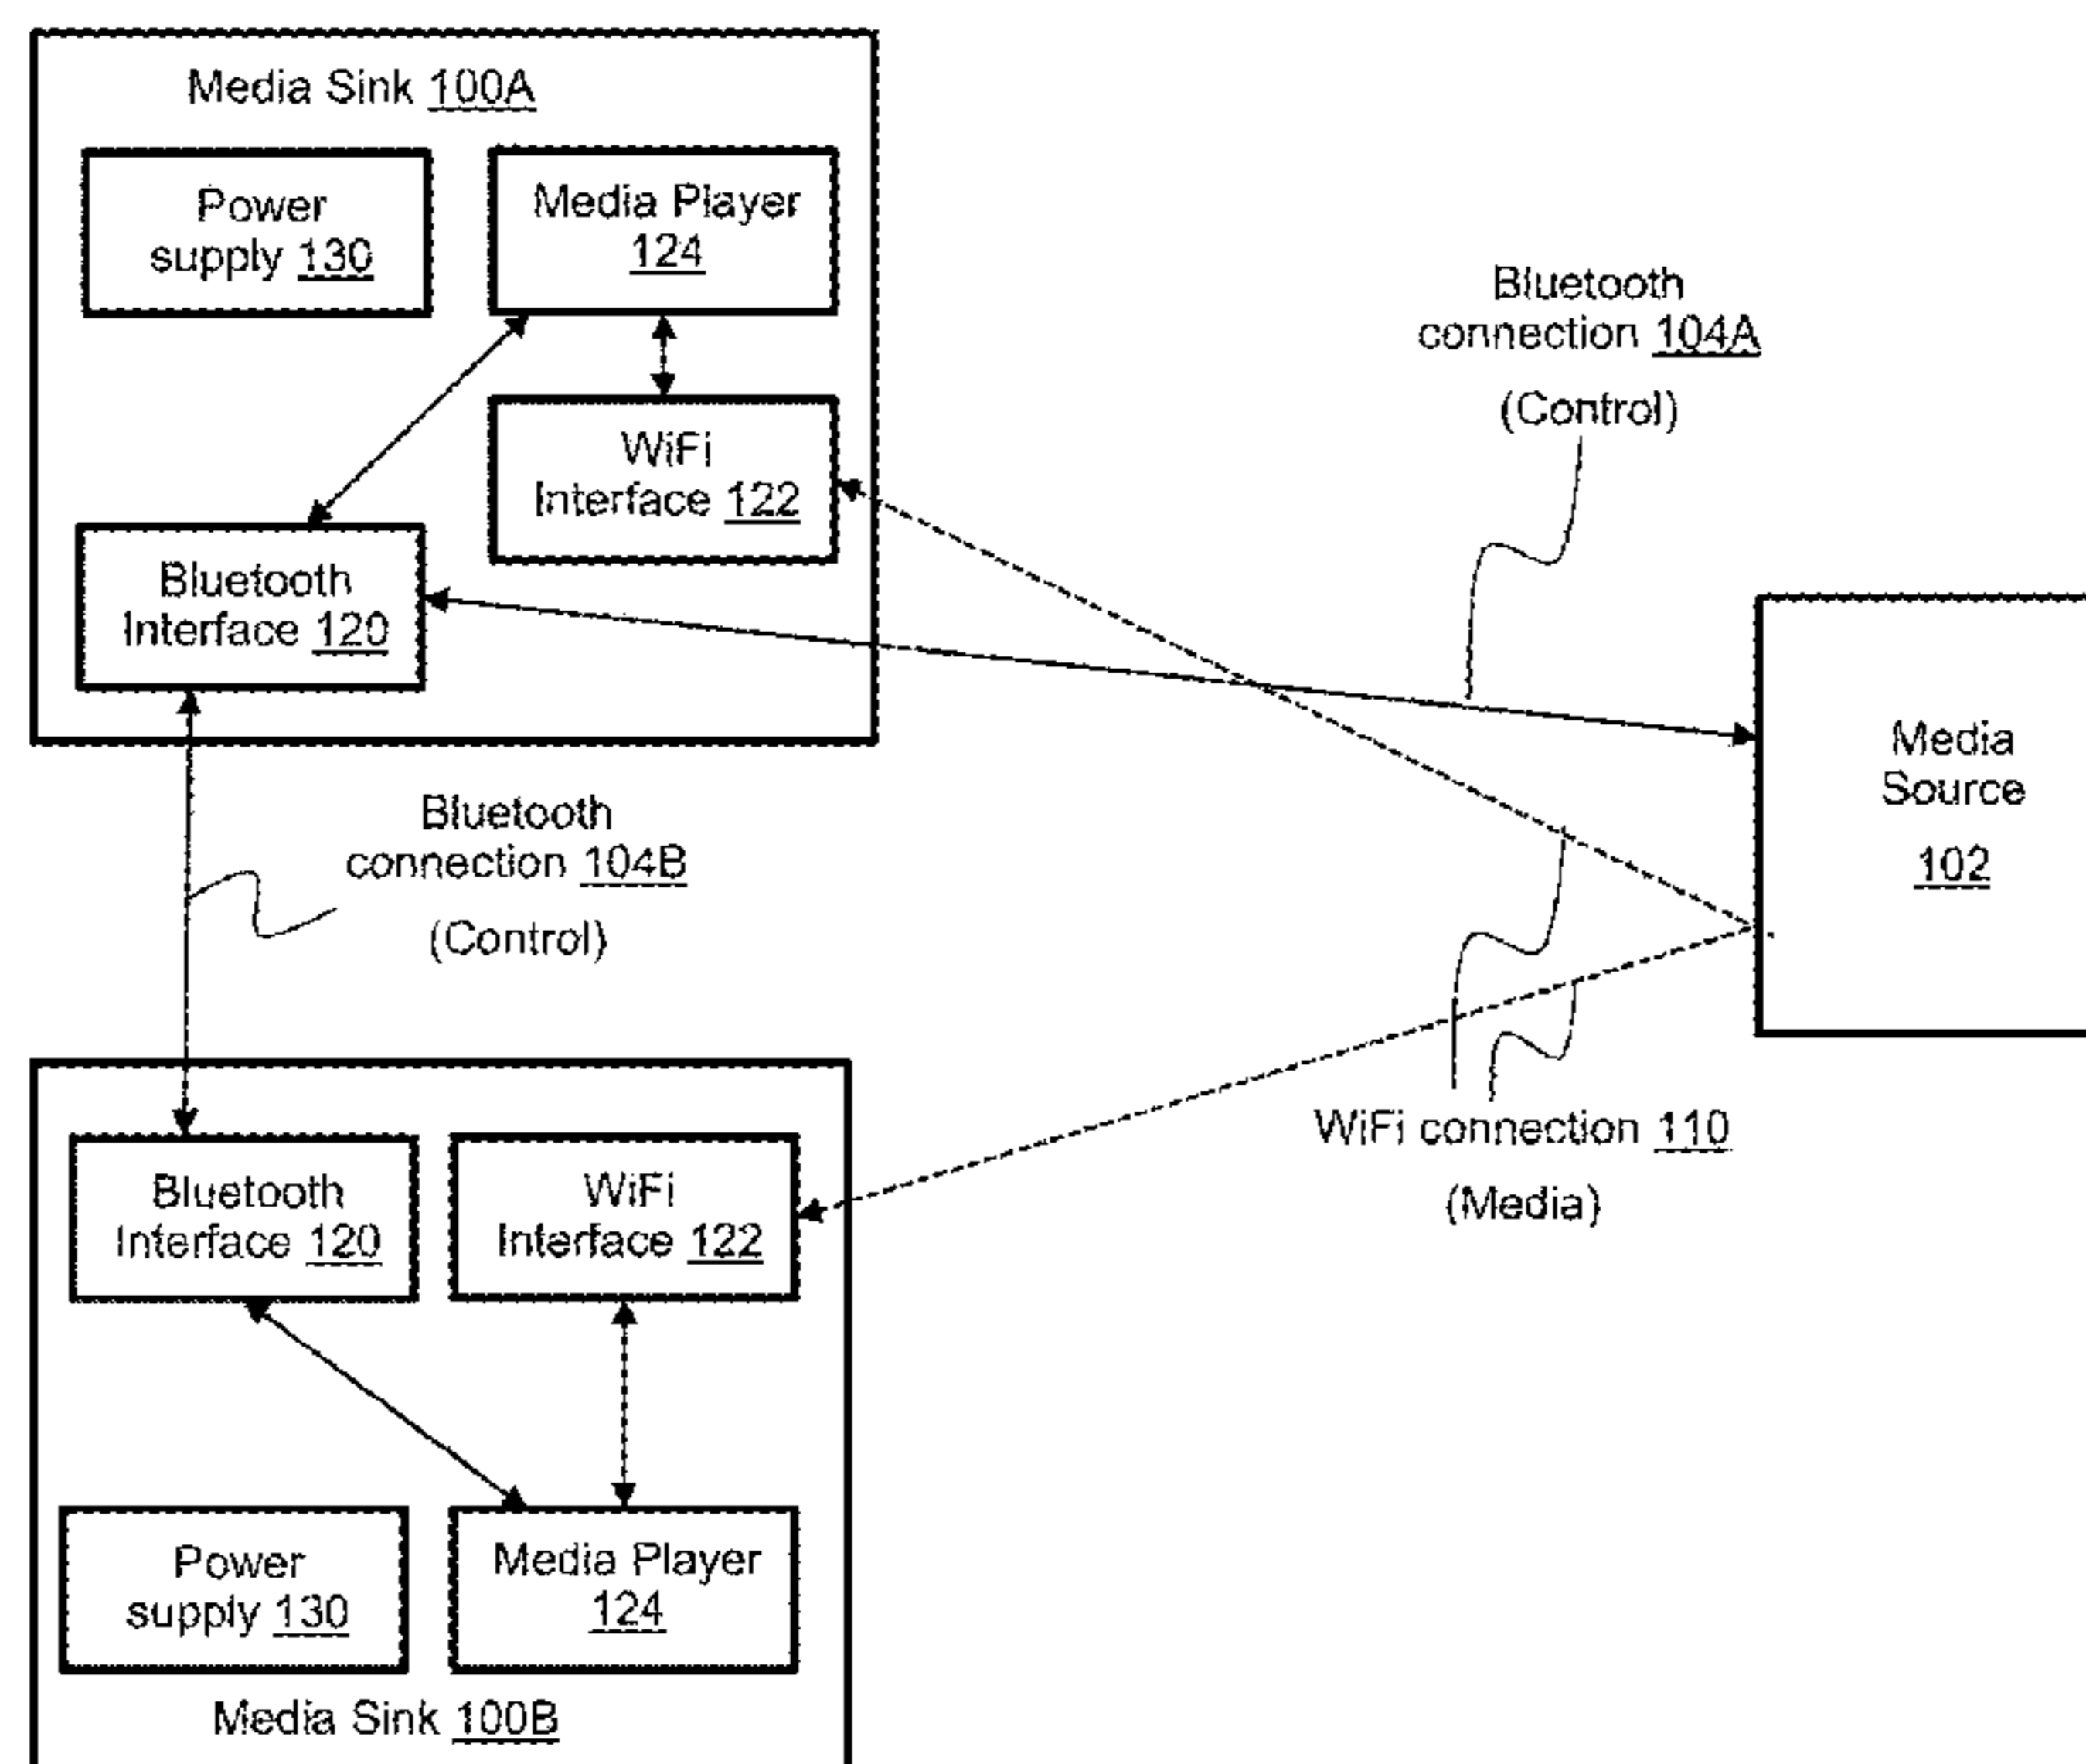 Media Sink 100A
Power
supply 130
Media Player
124
WiFi
Interface 122
Bluetooth
Interface 120
Bluetooth
connection 104A
(Control)
Media
Source
102
Bluetooth
connection 104B
(Control)
WiFi connection 110
(Media)
Bluetooth
Interface 120
WiFi
Interface 122
Power
supply 130
Media Player
124
Media Sink 100B